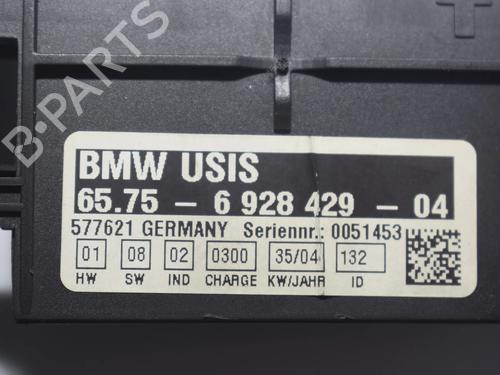 B-PARTS
BMW USIS
65.75 - 6 928 429 - 04
577621 GERMANY Seriennr.: 0051453
01 08 02 0300 35/04 132
HW SW IND CHARGE KW/JAHR ID